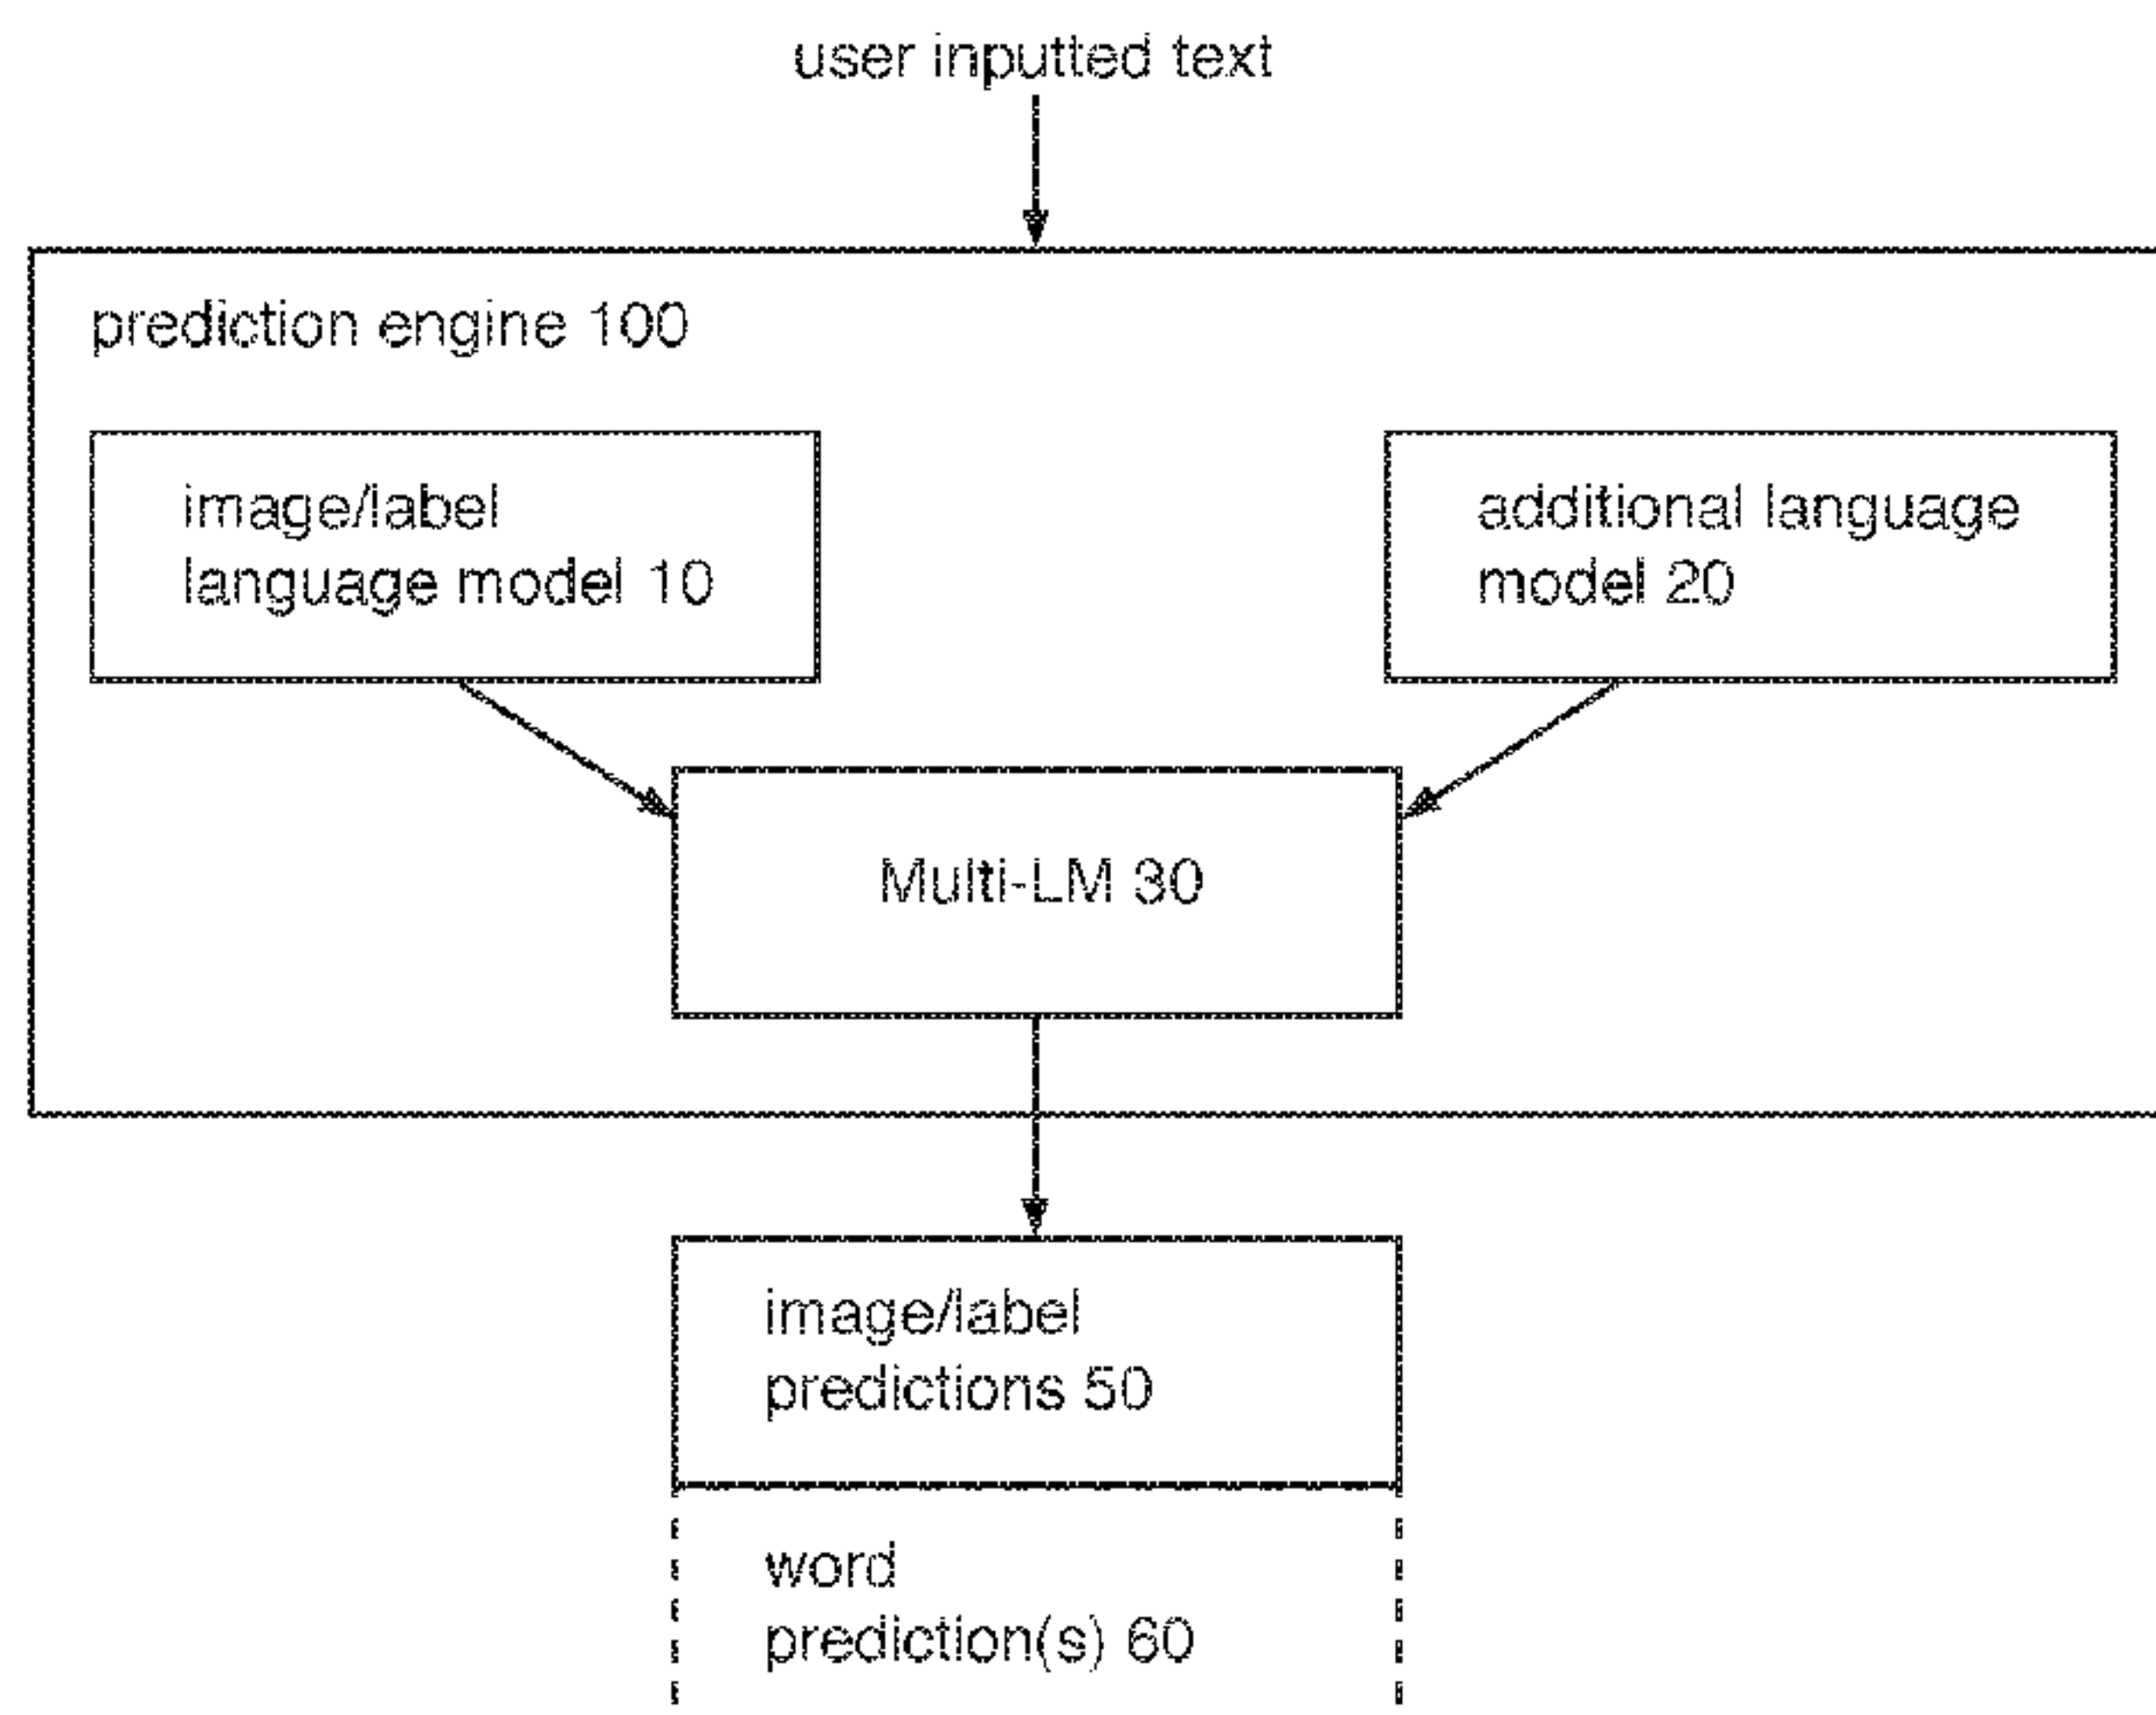 user inputted text
prediction engine 100
image/label
language model 10
additional language
model 20
Multi-LM 30
image/label
predictions 50
word
prediction(s) 60